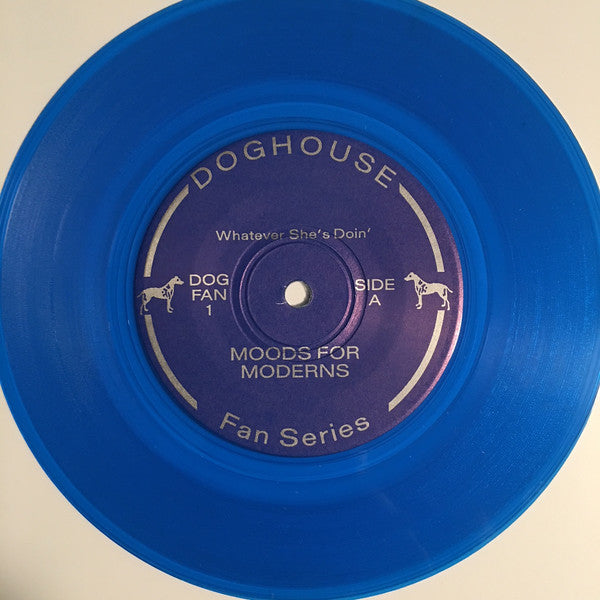 DOGHOUSE
Whatever She's Doin'
DOG
FAN
1
SIDE
A
MOODS FOR
MODERNS
Fan Series